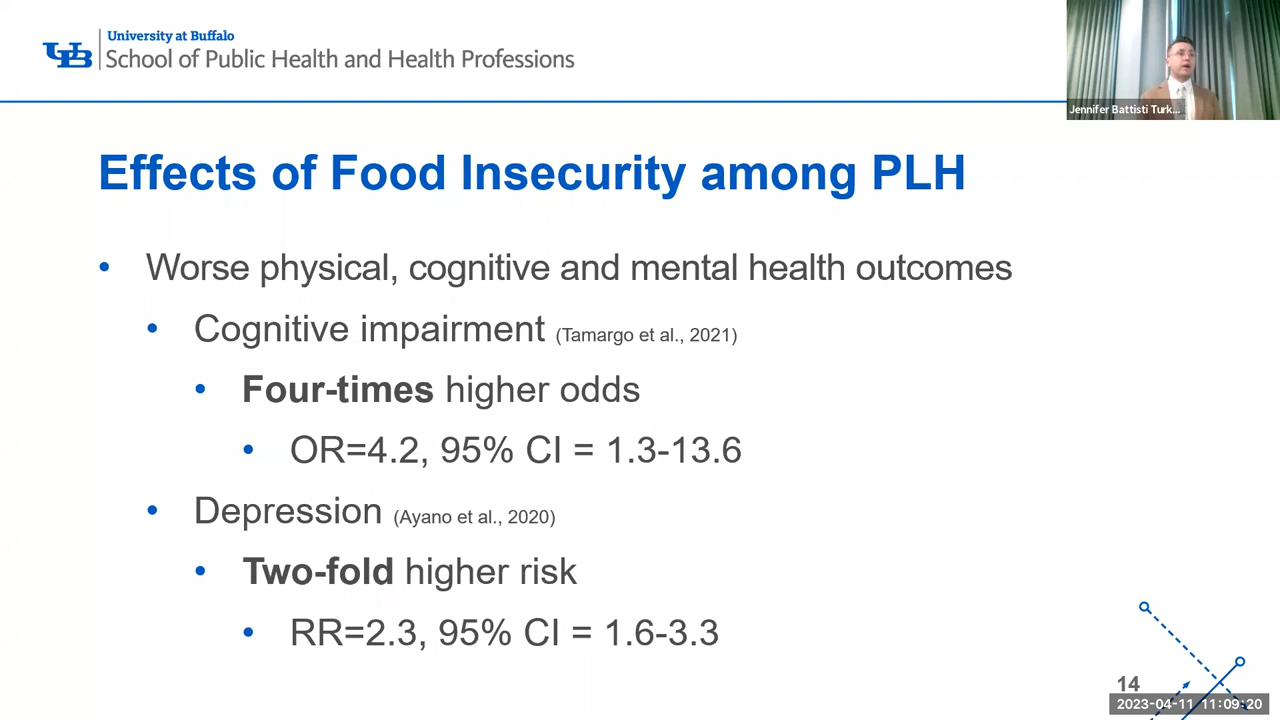 University at Buffalo
School of Public Health and Health Professions
Jennifer Battisti Turk...
Effects of Food Insecurity among PLH
• Worse physical, cognitive and mental health outcomes
• Cognitive impairment (Tamargo et al., 2021)
• Four-times higher odds
• OR=4.2, 95% CI = 1.3-13.6
• Depression (Ayano et al., 2020)
• Two-fold higher risk
• RR=2.3, 95% CI = 1.6-3.3
14
2023-04-11 11:09:20